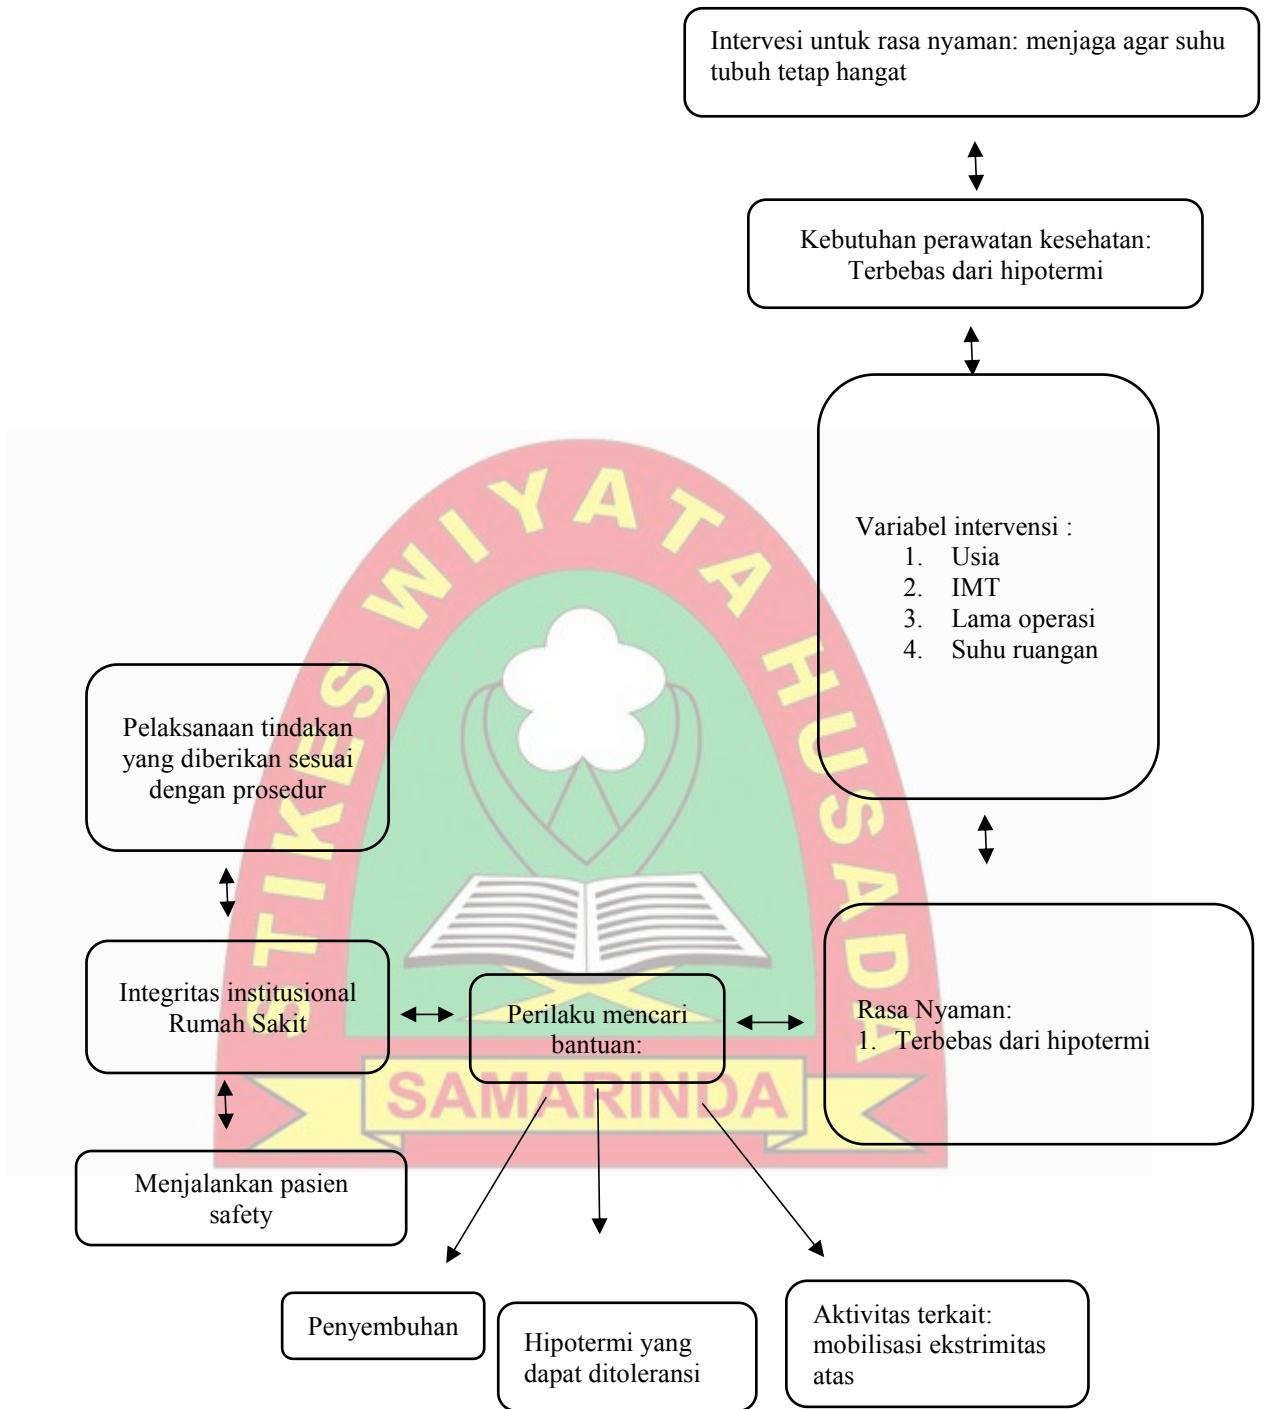 Intervesi untuk rasa nyaman: menjaga agar suhu
tubuh tetap hangat
Kebutuhan perawatan kesehatan:
Terbebas dari hipotermi
Variabel intervensi :
1. Usia
2. IMT
3. Lama operasi
4. Suhu ruangan
STIKES WIYATA HUSADA
Pelaksanaan tindakan
yang diberikan sesuai
dengan prosedur
Integritas institusional
Rumah Sakit
Perilaku mencari
bantuan:
Rasa Nyaman:
1. Terbebas dari hipotermi
SAMARINDA
Menjalankan pasien
safety
Penyembuhan
Hipotermi yang
dapat ditoleransi
Aktivitas terkait:
mobilisasi ekstrimitas
atas